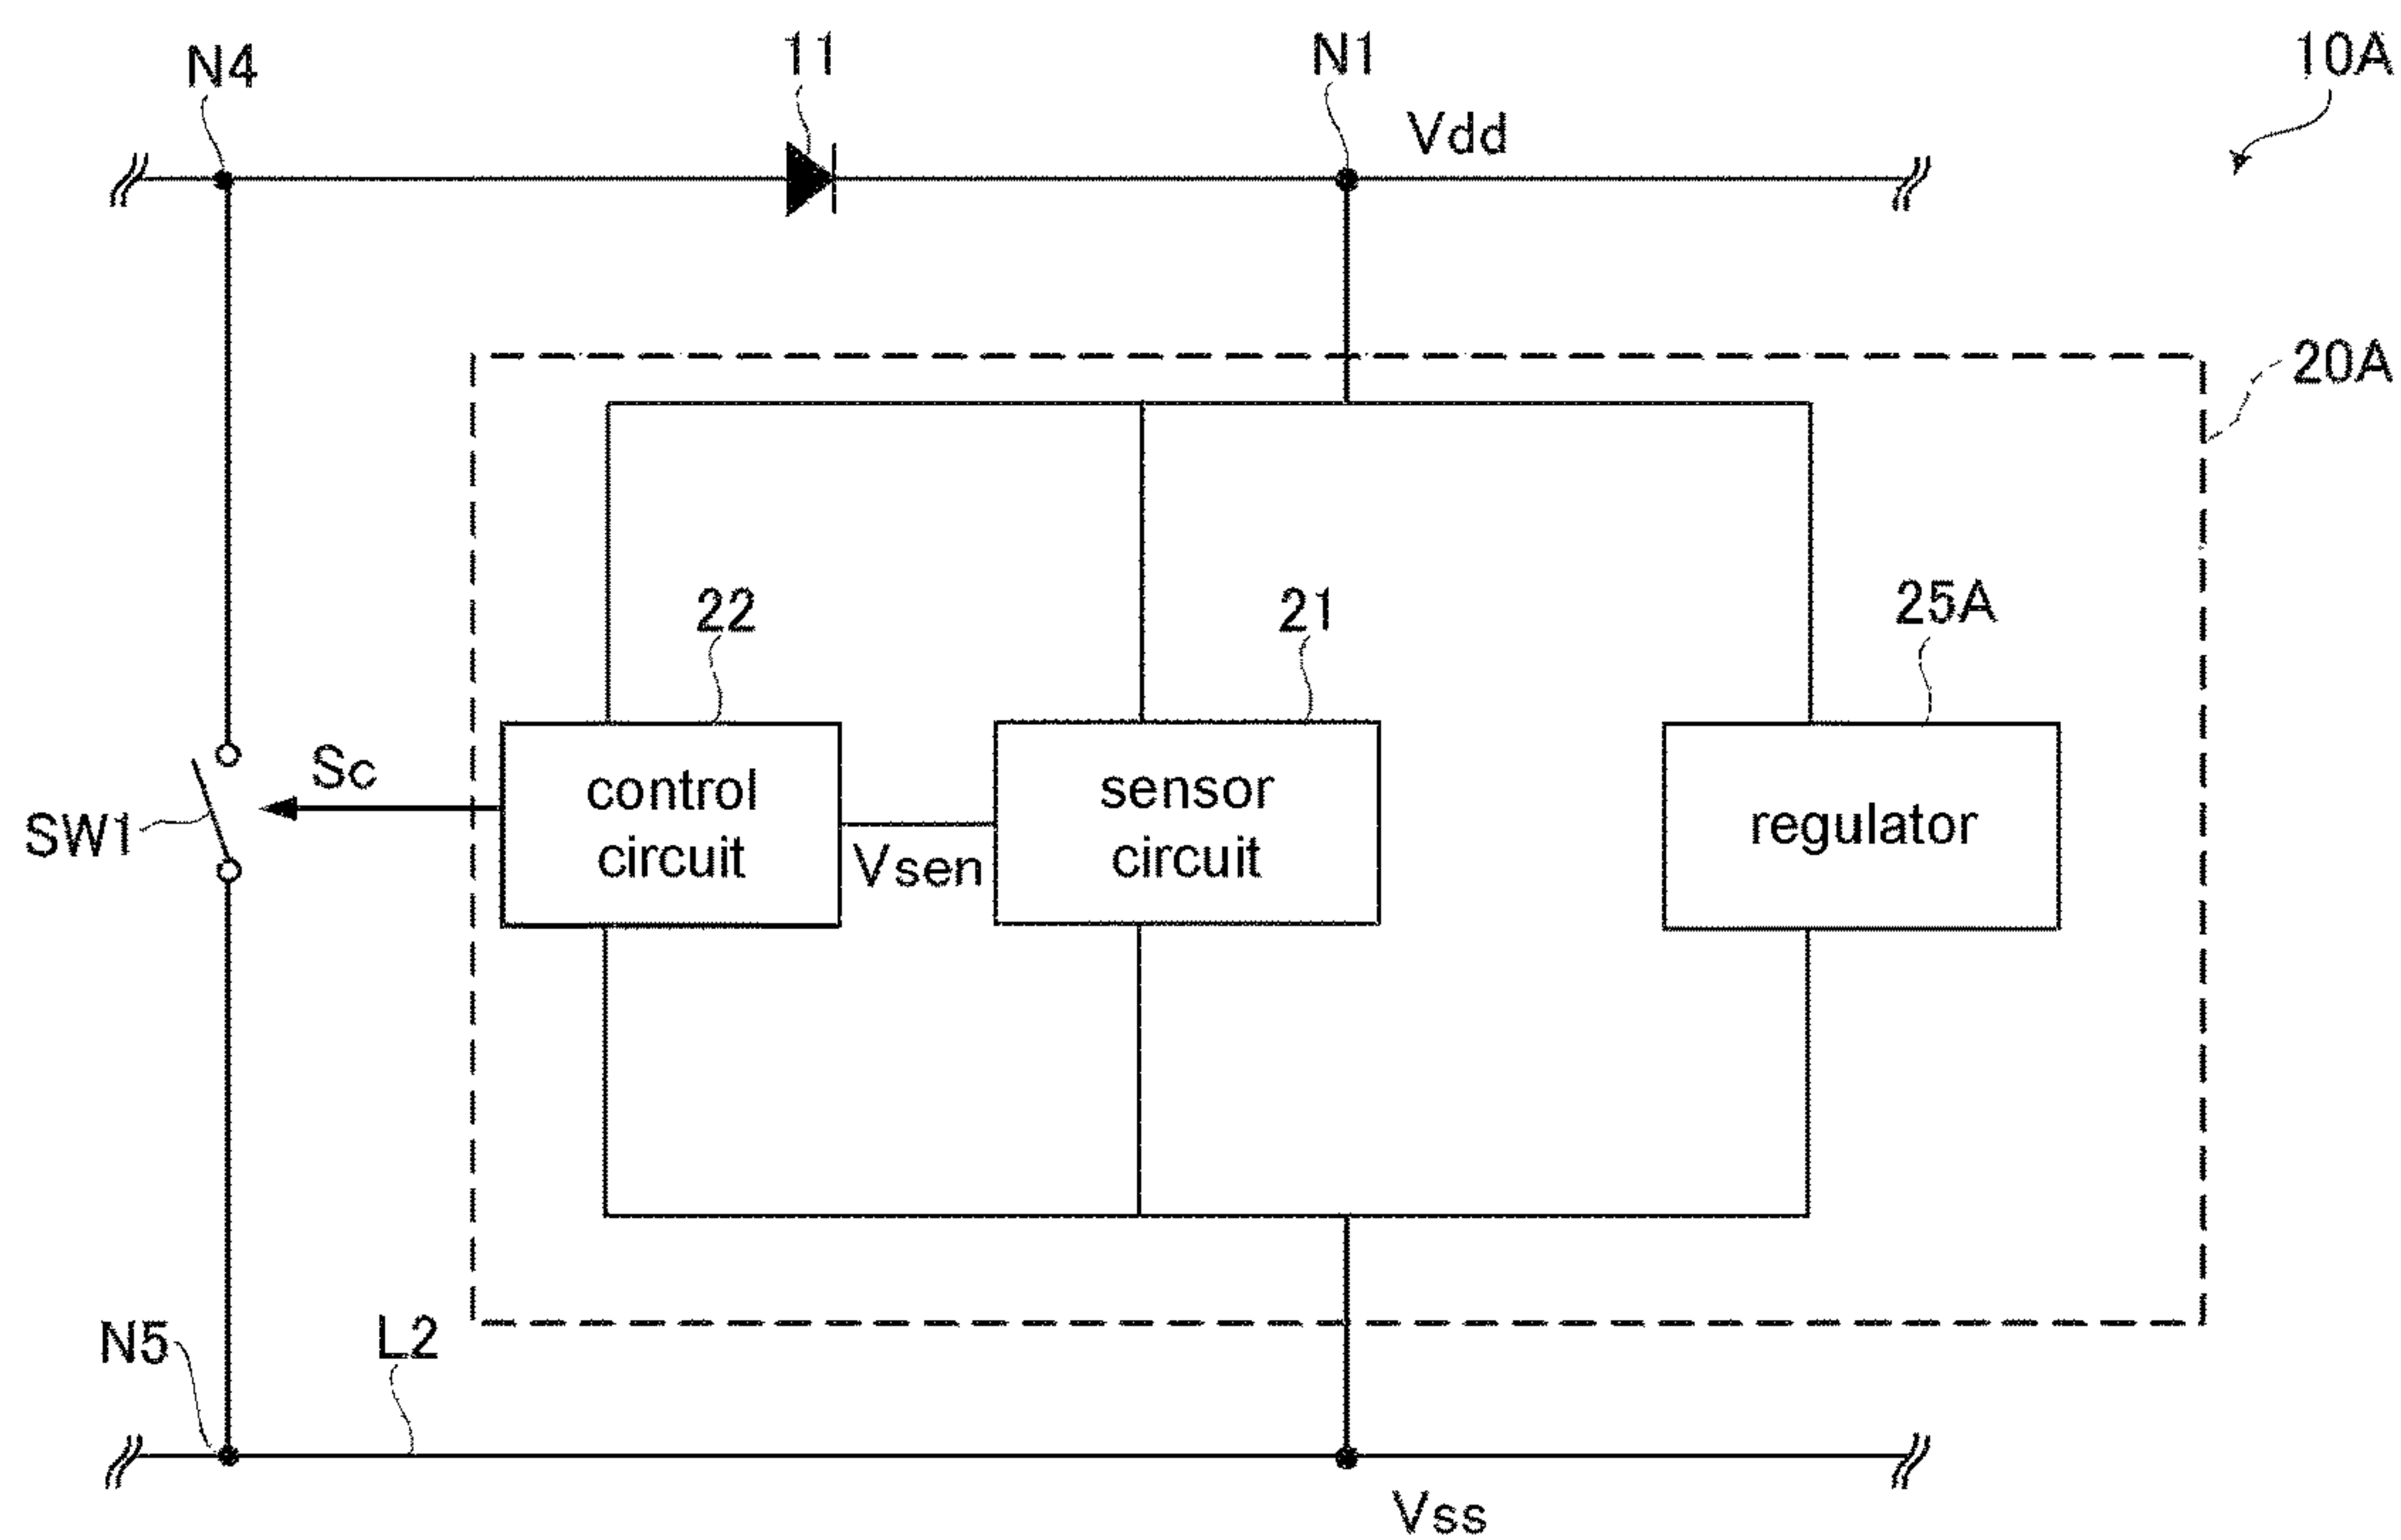 N4
11
N1
10A
Vdd
20A
22
21
25A
Sc
SW1
control
circuit
Vsen
sensor
circuit
regulator
N5
L2
Vss